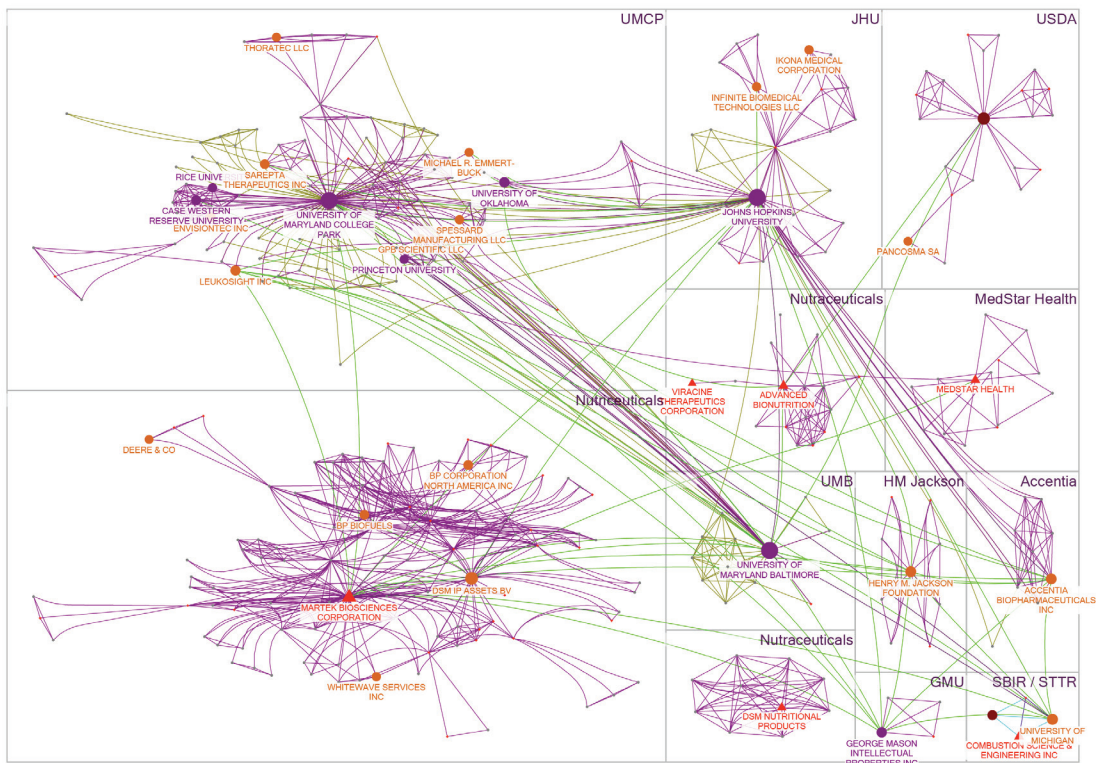 UMCP
JHU
USDA
THORATEC LLC
IKONA MEDICAL
CORPORATION
INFINITE BIOMEDICAL
TECHNOLOGIES LLC
MICHAEL R. EMMERT-
BUCK
RICE UNIVE
SAREPTA
THERAPEUTICS INC
UNIVERSITY OF
OKLAHOMA
CASE WESTERN
RESERVE UNIVERSITY
ENVISIONTEC INC
UNIVERSITY OF
MARYLAND COLLEGE
PARK
JOHNS HOPKINS
UNIVERSITY
SPESSARD
MANUFACTURING LLC
GPB SCIENTIFIC LLC
PRINCETON UNIVERSITY
PANCOSMA SA
LEUKOSIGHT INC
Nutraceuticals
MedStar Health
VIRACINE
THERAPEUTICS
CORPORATION
ADVANCED
BIONUTRITION
MEDSTAR HEALTH
Nutriceuticals
DEERE & CO
BP CORPORATION
NORTH AMERICA INC
BP BIOFUELS
DSM IP ASSETS BV
MARTEK BIOSCIENCES
CORPORATION
WHITEWAVE SERVICES
INC
UMB
HM Jackson
Accentia
UNIVERSITY OF
MARYLAND BALTIMORE
HENRY M. JACKSON
FOUNDATION
ACCENTIA
BIOPHARMACEUTICALS
INC
Nutraceuticals
DSM NUTRITIONAL
PRODUCTS
GMU
SBIR / STTR
GEORGE MASON
INTELLECTUAL
PROPERTIES INC
UNIVERSITY OF
MICHIGAN
COMBUSTION SCIENCE &
ENGINEERING INC